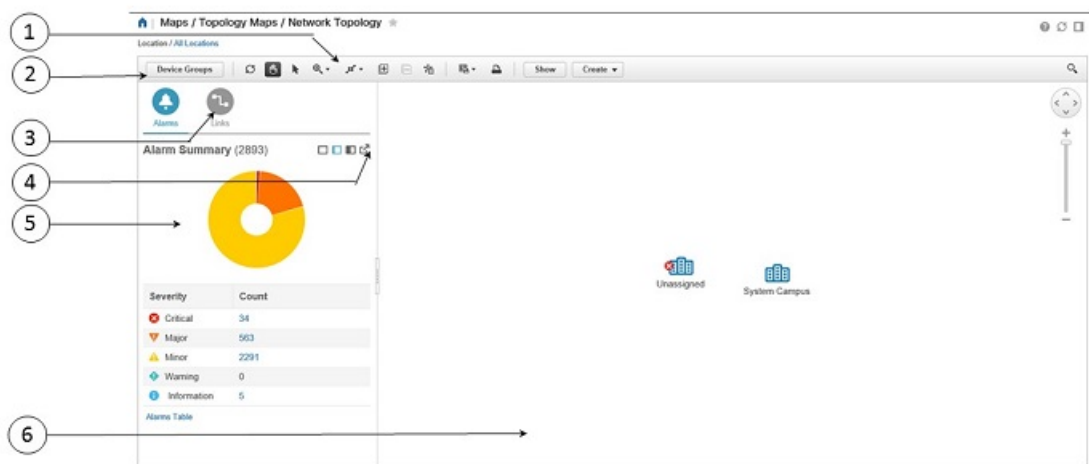 1
Maps / Topology Maps / Network Topology
Location / All Locations
2
Device Groups
Show
Create
3
Alarms
Links
4
Alarm Summary (2893)
5
Unassigned
System Campus
Severity Count
Critical 34
Major 563
Minor 2291
Warning 0
Information 5
Alarms Table
6